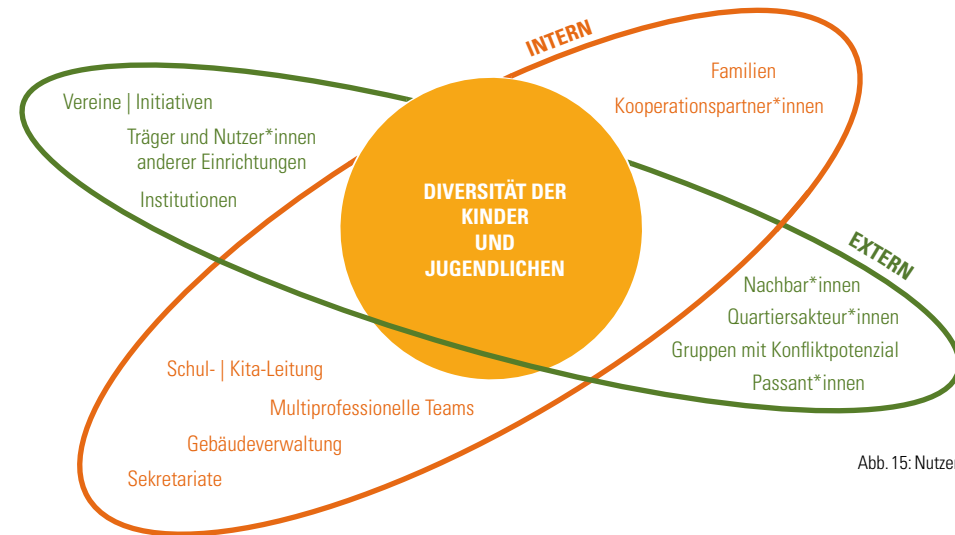 INTERN
Familien
Kooperationspartner*innen
Vereine | Initiativen
Träger und Nutzer*innen
anderer Einrichtungen
Institutionen
DIVERSITÄT DER
KINDER
UND
JUGENDLICHEN
EXTERN
Nachbar*innen
Quartiersakteur*innen
Gruppen mit Konfliktpotenzial
Passant*innen
Schul- | Kita-Leitung
Multiprofessionelle Teams
Gebäudeverwaltung
Sekretariate
Abb. 15: Nutzer